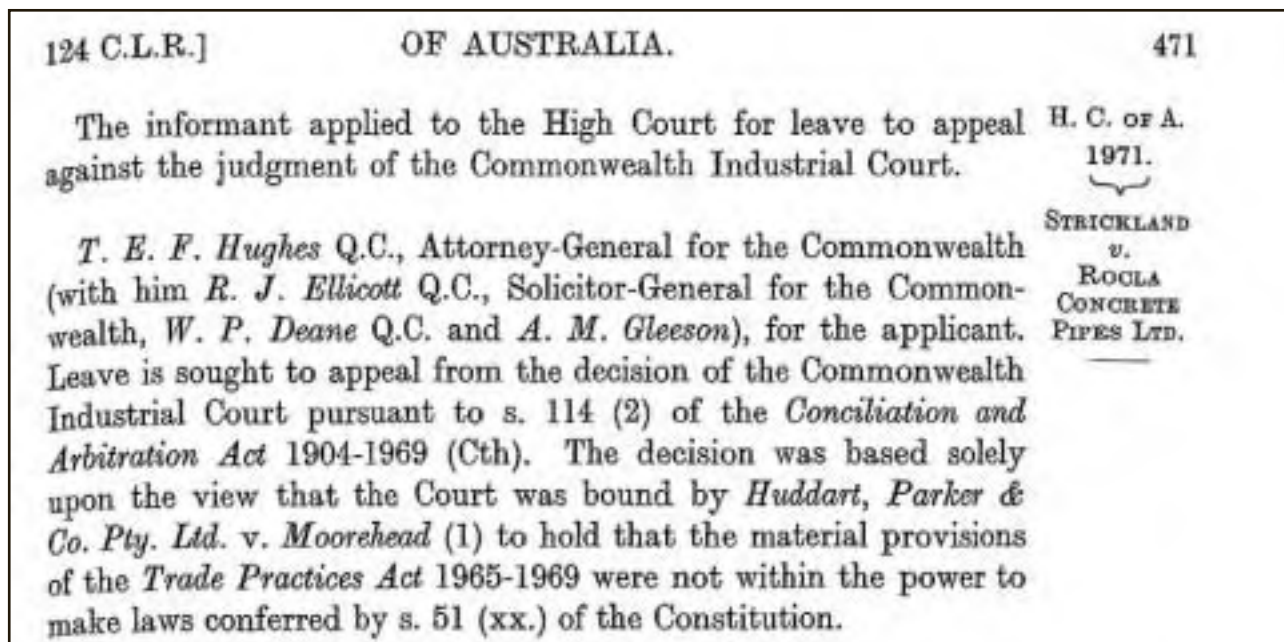 124 C.L.R.] OF AUSTRALIA. 471
The informant applied to the High Court for leave to appeal
against the judgment of the Commonwealth Industrial Court.
H. C. OF A.
1971.
STRICKLAND
v.
ROCLA
CONCRETE
PIPES LTD.
T. E. F. Hughes Q.C., Attorney-General for the Commonwealth
(with him R. J. Ellicott Q.C., Solicitor-General for the Common-
wealth, W. P. Deane Q.C. and A. M. Gleeson), for the applicant.
Leave is sought to appeal from the decision of the Commonwealth
Industrial Court pursuant to s. 114 (2) of the Conciliation and
Arbitration Act 1904-1969 (Cth). The decision was based solely
upon the view that the Court was bound by Huddart, Parker &
Co. Pty. Ltd. v. Moorehead (1) to hold that the material provisions
of the Trade Practices Act 1965-1969 were not within the power to
make laws conferred by s. 51 (xx.) of the Constitution.